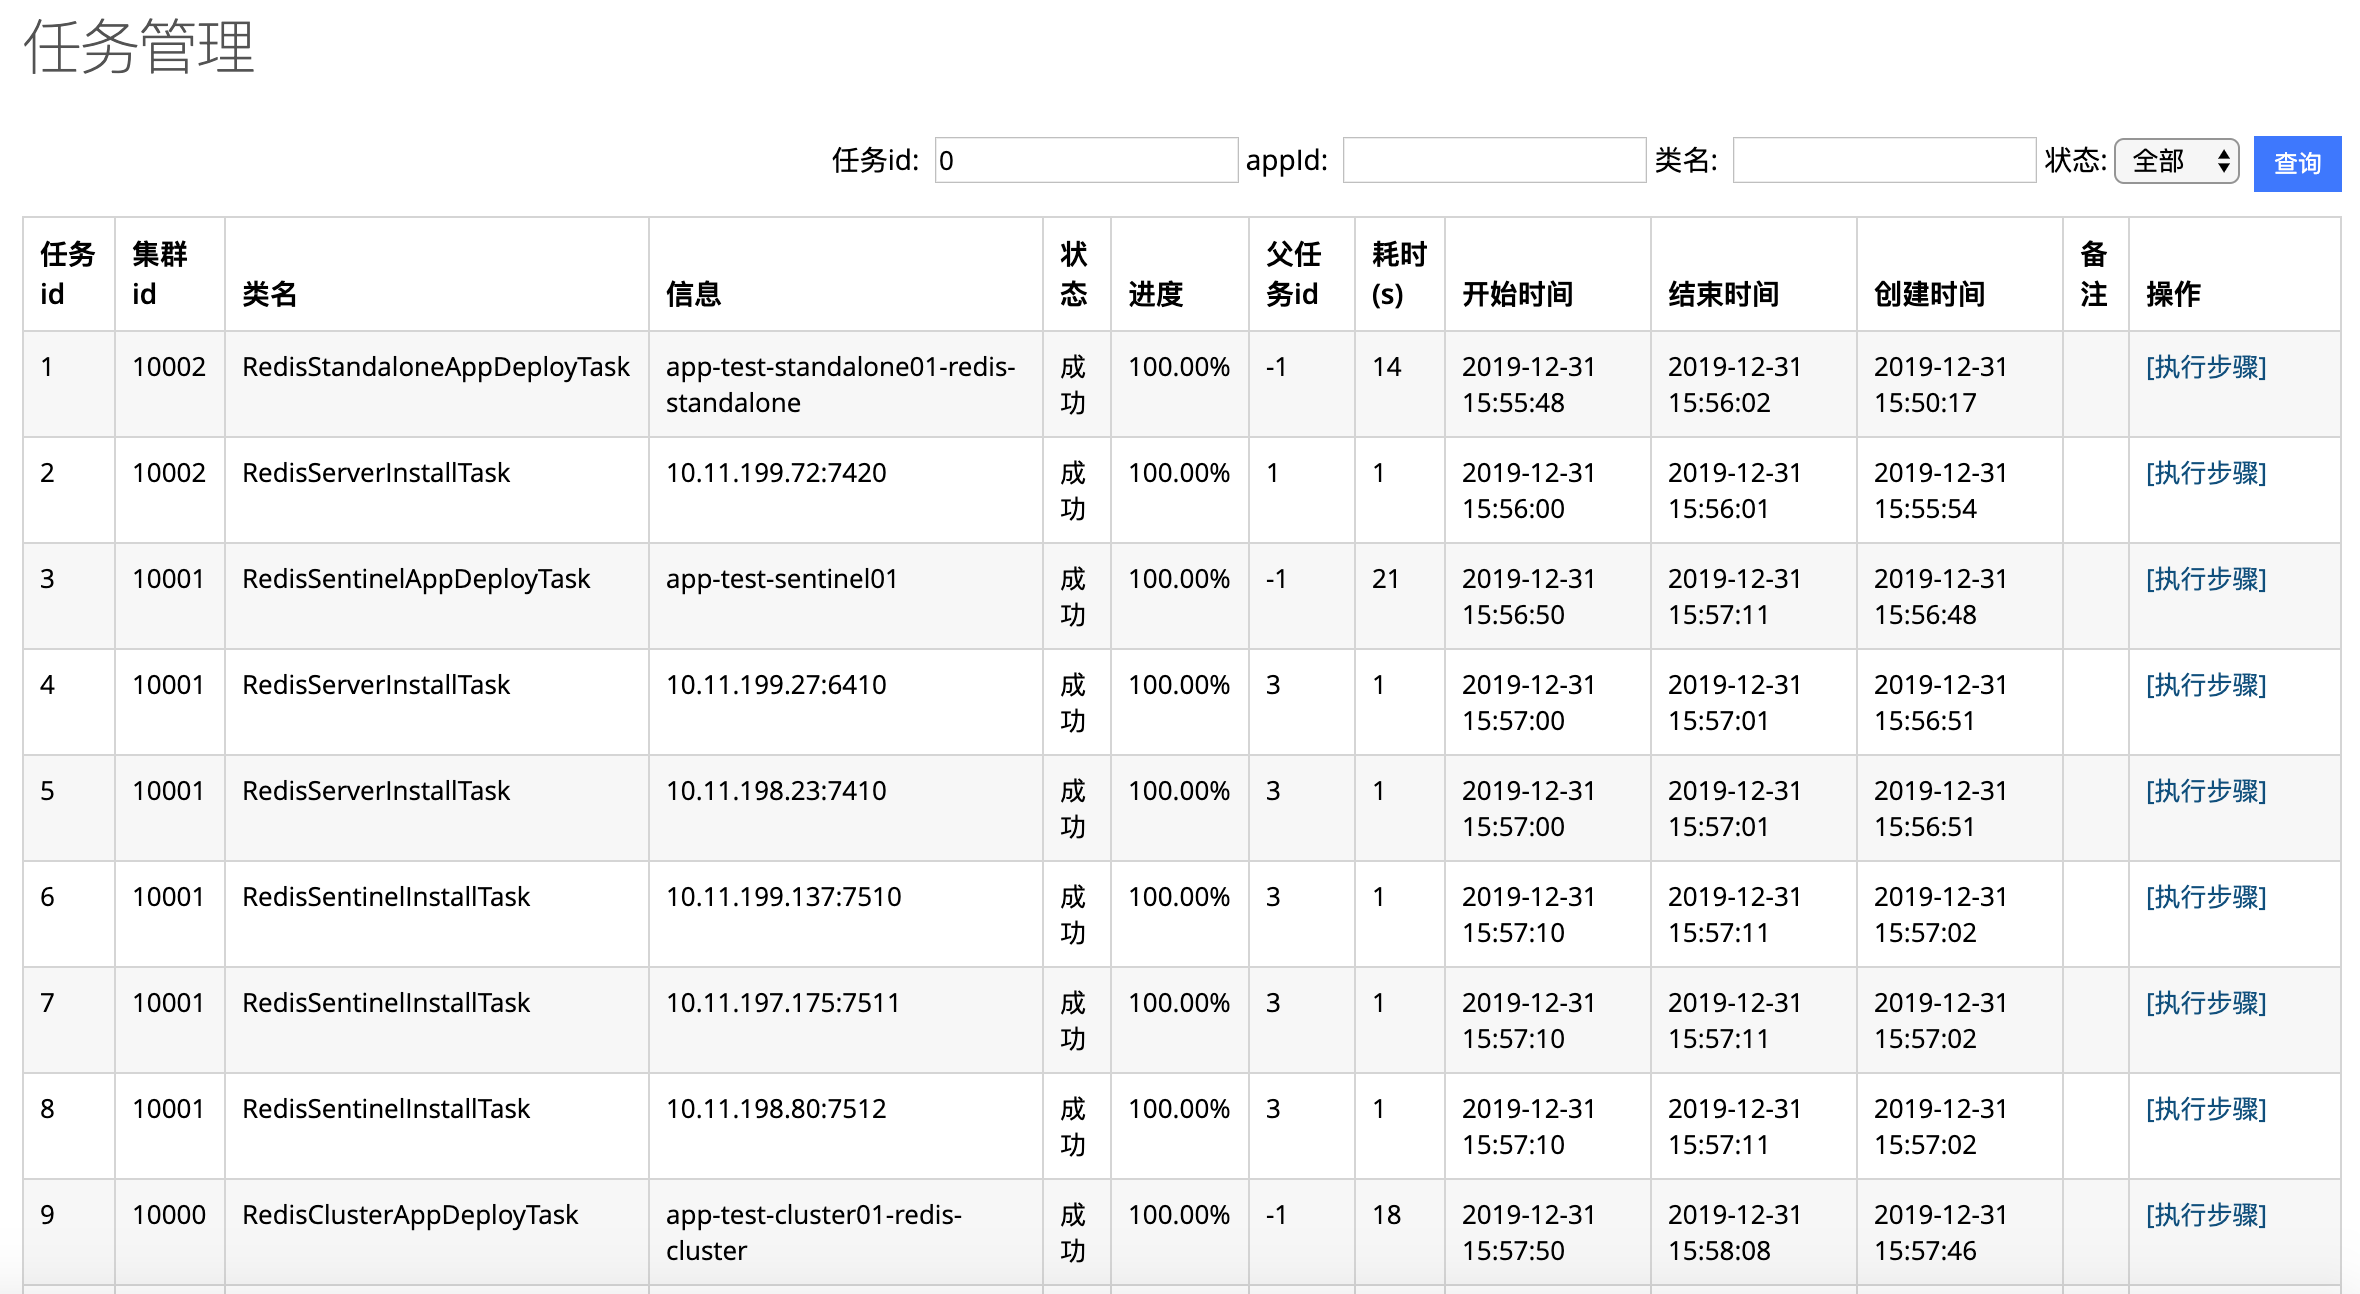 任务管理
任务id: 0 appId: 类名: 状态: 全部 查询
任务id 集群id 类名 信息 状态 进度 父任务id 耗时(s) 开始时间 结束时间 创建时间 备注 操作
1 10002 RedisStandaloneAppDeployTask app-test-standalone01-redis-standalone 成功 100.00% -1 14 2019-12-31 15:55:48 2019-12-31 15:56:02 2019-12-31 15:50:17 [执行步骤]
2 10002 RedisServerInstallTask 10.11.199.72:7420 成功 100.00% 1 1 2019-12-31 15:56:00 2019-12-31 15:56:01 2019-12-31 15:55:54 [执行步骤]
3 10001 RedisSentinelAppDeployTask app-test-sentinel01 成功 100.00% -1 21 2019-12-31 15:56:50 2019-12-31 15:57:11 2019-12-31 15:56:48 [执行步骤]
4 10001 RedisServerInstallTask 10.11.199.27:6410 成功 100.00% 3 1 2019-12-31 15:57:00 2019-12-31 15:57:01 2019-12-31 15:56:51 [执行步骤]
5 10001 RedisServerInstallTask 10.11.198.23:7410 成功 100.00% 3 1 2019-12-31 15:57:00 2019-12-31 15:57:01 2019-12-31 15:56:51 [执行步骤]
6 10001 RedisSentinelInstallTask 10.11.199.137:7510 成功 100.00% 3 1 2019-12-31 15:57:10 2019-12-31 15:57:11 2019-12-31 15:57:02 [执行步骤]
7 10001 RedisSentinelInstallTask 10.11.197.175:7511 成功 100.00% 3 1 2019-12-31 15:57:10 2019-12-31 15:57:11 2019-12-31 15:57:02 [执行步骤]
8 10001 RedisSentinelInstallTask 10.11.198.80:7512 成功 100.00% 3 1 2019-12-31 15:57:10 2019-12-31 15:57:11 2019-12-31 15:57:02 [执行步骤]
9 10000 RedisClusterAppDeployTask app-test-cluster01-redis-cluster 成功 100.00% -1 18 2019-12-31 15:57:50 2019-12-31 15:58:08 2019-12-31 15:57:46 [执行步骤]